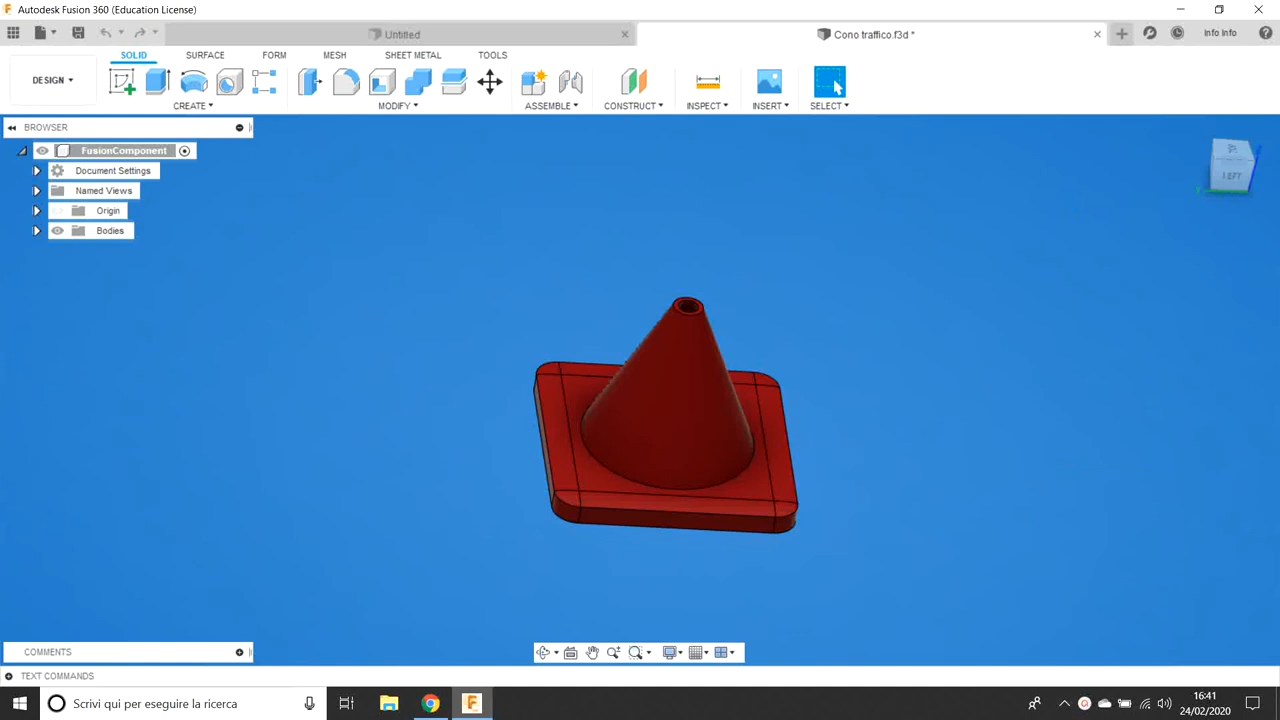 Autodesk Fusion 360 (Education License)
Untitled
Cono traffico.f3d *
Info Info
DESIGN
SOLID SURFACE FORM MESH SHEET METAL TOOLS
CREATE MODIFY ASSEMBLE CONSTRUCT INSPECT INSERT SELECT
BROWSER
FusionComponent
Document Settings
Named Views
Origin
Bodies
LEFT
COMMENTS
TEXT COMMANDS
Scrivi qui per eseguire la ricerca
16:41
24/02/2020